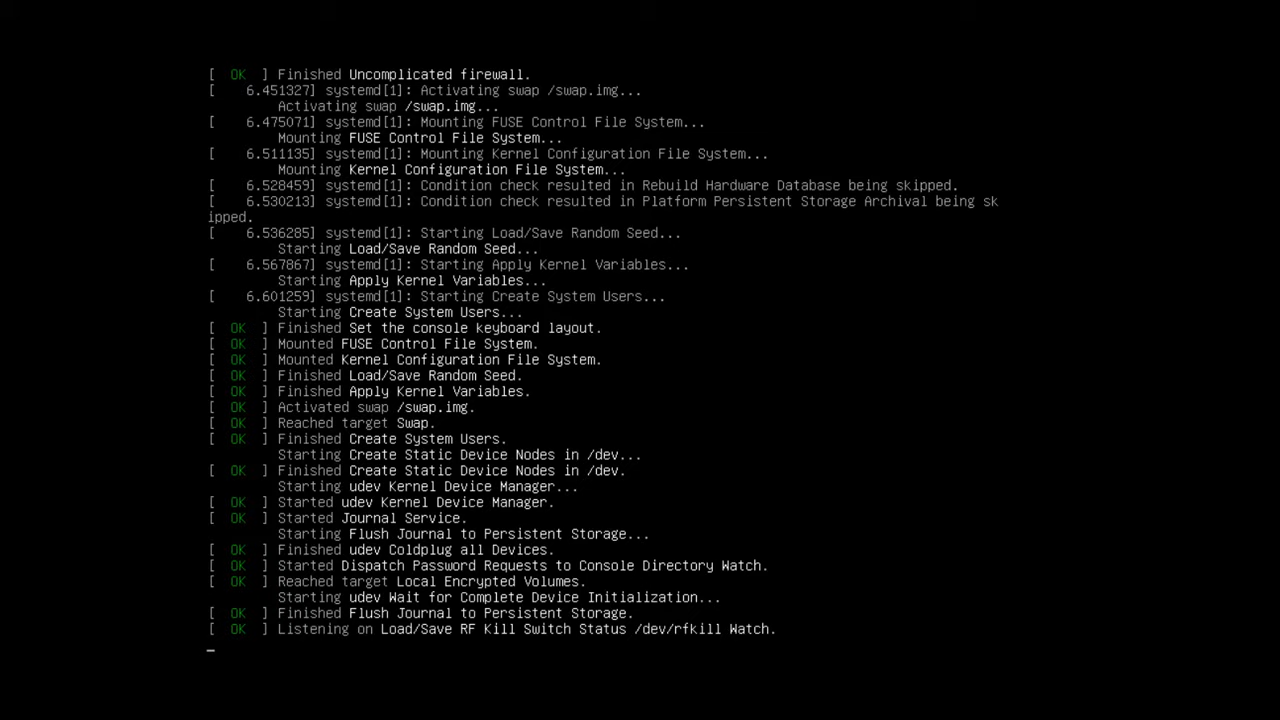 [  OK  ] Finished Uncomplicated firewall.
[    6.451327] systemd[1]: Activating swap /swap.img...
         Activating swap /swap.img...
[    6.475071] systemd[1]: Mounting FUSE Control File System...
         Mounting FUSE Control File System...
[    6.511135] systemd[1]: Mounting Kernel Configuration File System...
         Mounting Kernel Configuration File System...
[    6.528459] systemd[1]: Condition check resulted in Rebuild Hardware Database being skipped.
[    6.530213] systemd[1]: Condition check resulted in Platform Persistent Storage Archival being sk
ipped.
[    6.536285] systemd[1]: Starting Load/Save Random Seed...
         Starting Load/Save Random Seed...
[    6.567867] systemd[1]: Starting Apply Kernel Variables...
         Starting Apply Kernel Variables...
[    6.601259] systemd[1]: Starting Create System Users...
         Starting Create System Users...
[  OK  ] Finished Set the console keyboard layout.
[  OK  ] Mounted FUSE Control File System.
[  OK  ] Mounted Kernel Configuration File System.
[  OK  ] Finished Load/Save Random Seed.
[  OK  ] Finished Apply Kernel Variables.
[  OK  ] Activated swap /swap.img.
[  OK  ] Reached target Swap.
[  OK  ] Finished Create System Users.
         Starting Create Static Device Nodes in /dev...
[  OK  ] Finished Create Static Device Nodes in /dev.
         Starting udev Kernel Device Manager...
[  OK  ] Started udev Kernel Device Manager.
[  OK  ] Started Journal Service.
         Starting Flush Journal to Persistent Storage...
[  OK  ] Finished udev Coldplug all Devices.
[  OK  ] Started Dispatch Password Requests to Console Directory Watch.
[  OK  ] Reached target Local Encrypted Volumes.
         Starting udev Wait for Complete Device Initialization...
[  OK  ] Finished Flush Journal to Persistent Storage.
[  OK  ] Listening on Load/Save RF Kill Switch Status /dev/rfkill Watch.